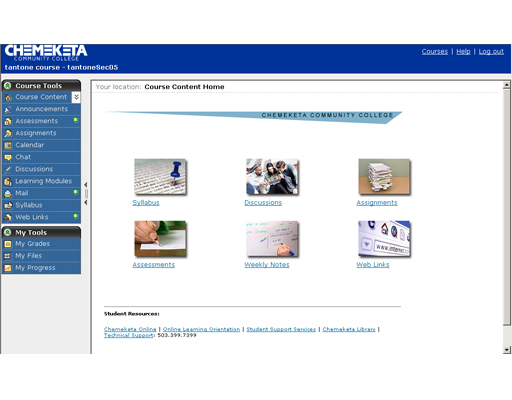 CHEMEKETA
COMMUNITY COLLEGE
Courses | Help | Log out
tantone course - tantoneSec05
Course Tools
Course Content
Announcements
Assessments
Assignments
Calendar
Chat
Discussions
Learning Modules
Mail
Syllabus
Web Links
My Tools
My Grades
My Files
My Progress
Your location: Course Content Home
CHEMEKETA COMMUNITY COLLEGE
Syllabus
Discussions
Assignments
www.interne
Assessments
Weekly Notes
Web Links
Student Resources:
Chemeketa Online | Online Learning Orientation | Student Support Services | Chemeketa Library |
Technical Support: 503.399.7399